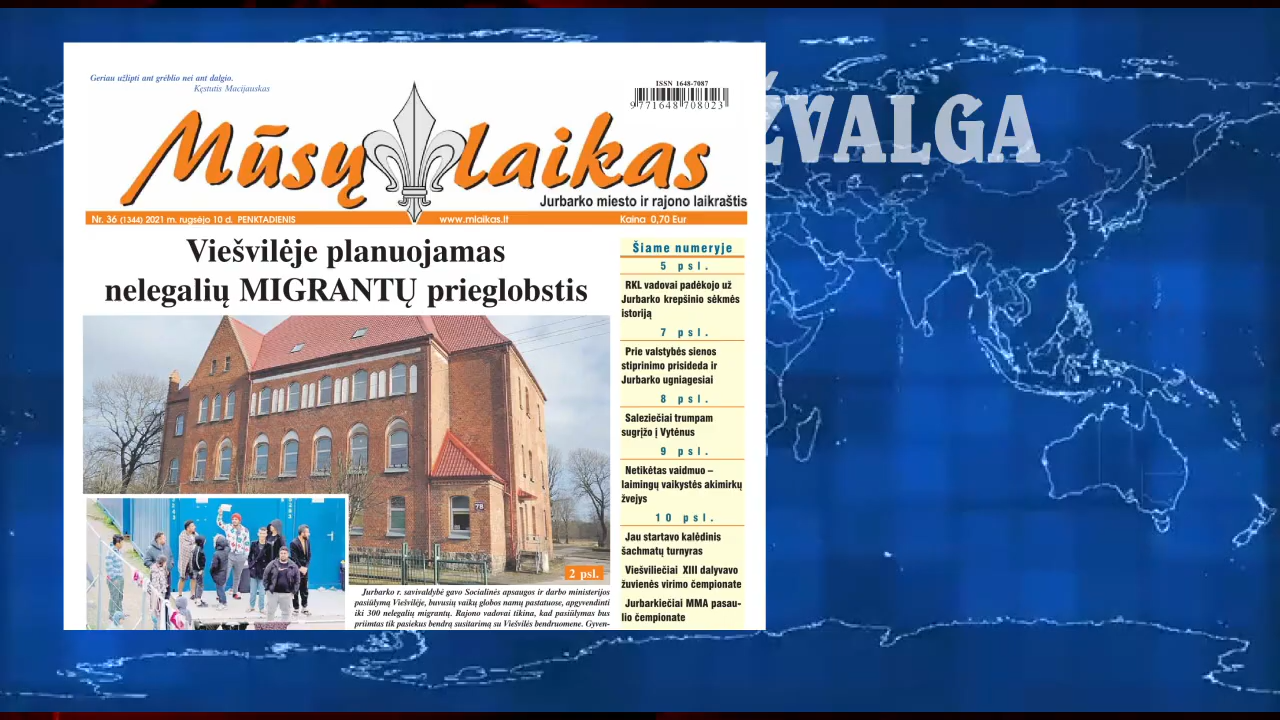 Geriau užlipti ant grėblio nei ant dalgio.
Kęstutis Macijauskas
ISSN 1648-7087
9 771648 708023
ŽVALGA
Mūsų laikas
Jurbarko miesto ir rajono laikraštis
Nr. 36 (1344) 2021 m. rugsėjo 10 d. PENKTADIENIS
www.mlaikas.lt
Kaina 0,70 Eur
Viešvilėje planuojamas
nelegalių MIGRANTŲ prieglobstis
78
2 psl.
Jurbarko r. savivaldybė gavo Socialinės apsaugos ir darbo ministerijos
pasiūlymą Viešvilėje, buvusių vaikų globos namų pastatuose, apgyvendinti
iki 300 nelegalių migrantų. Rajono vadovai tikina, kad pasiūlymas bus
priimtas tik pasiekus bendrą susitarimą su Viešvilės bendruomene. Gyven-
Šiame numeryje
5 psl.
RKL vadovai padėkojo už
Jurbarko krepšinio sėkmės
istoriją
7 psl.
Prie valstybės sienos
stiprinimo prisideda ir
Jurbarko ugniagesiai
8 psl.
Saleziečiai trumpam
sugrįžo į Vytėnus
9 psl.
Netikėtas vaidmuo –
laimingų vaikystės akimirkų
žvejys
10 psl.
Jau startavo kalėdinis
šachmatų turnyras
Viešviliečiai XIII dalyvavo
žuvienės virimo čempionate
Jurbarkiečiai MMA pasau-
lio čempionate